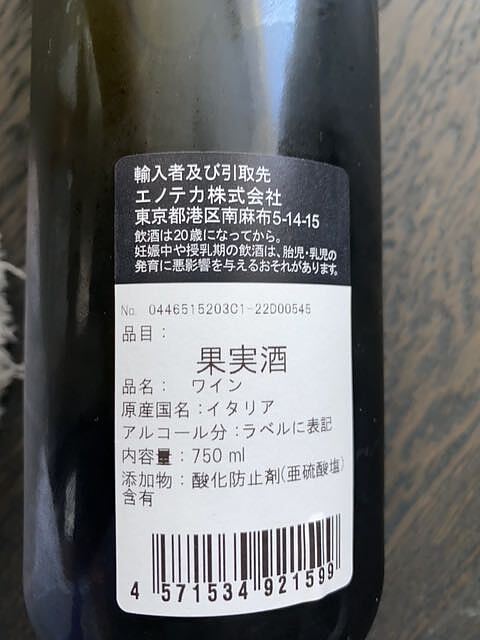 輸入者及び引取先
エノテカ株式会社
東京都港区南麻布5-14-15
飲酒は20歳になってから。
妊娠中や授乳期の飲酒は、胎児・乳児の
発育に悪影響を与えるおそれがあります。
No. 0446515203C1-22D00545
品目：
果実酒
品名： ワイン
原産国名：イタリア
アルコール分：ラベルに表記
内容量：750 ml
添加物：酸化防止剤(亜硫酸塩)
含有
4 571534 921599